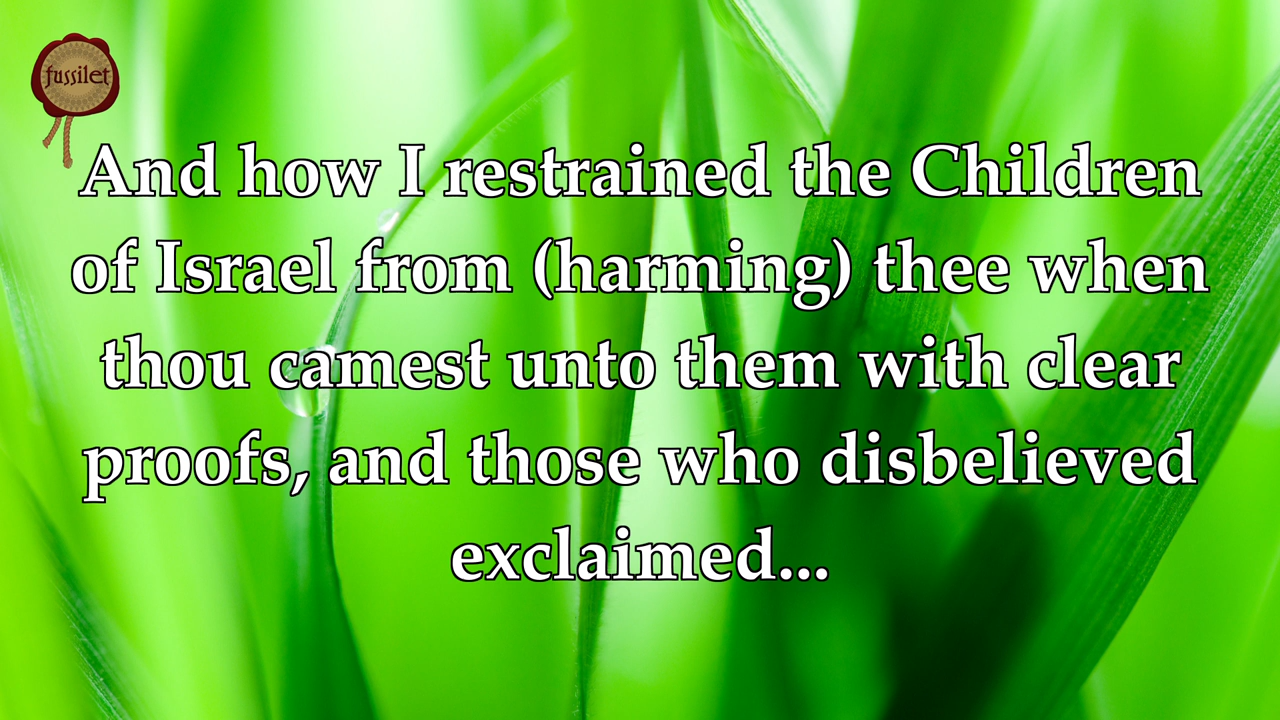 fussilet
And how I restrained the Children
of Israel from (harming) thee when
thou camest unto them with clear
proofs, and those who disbelieved
exclaimed...